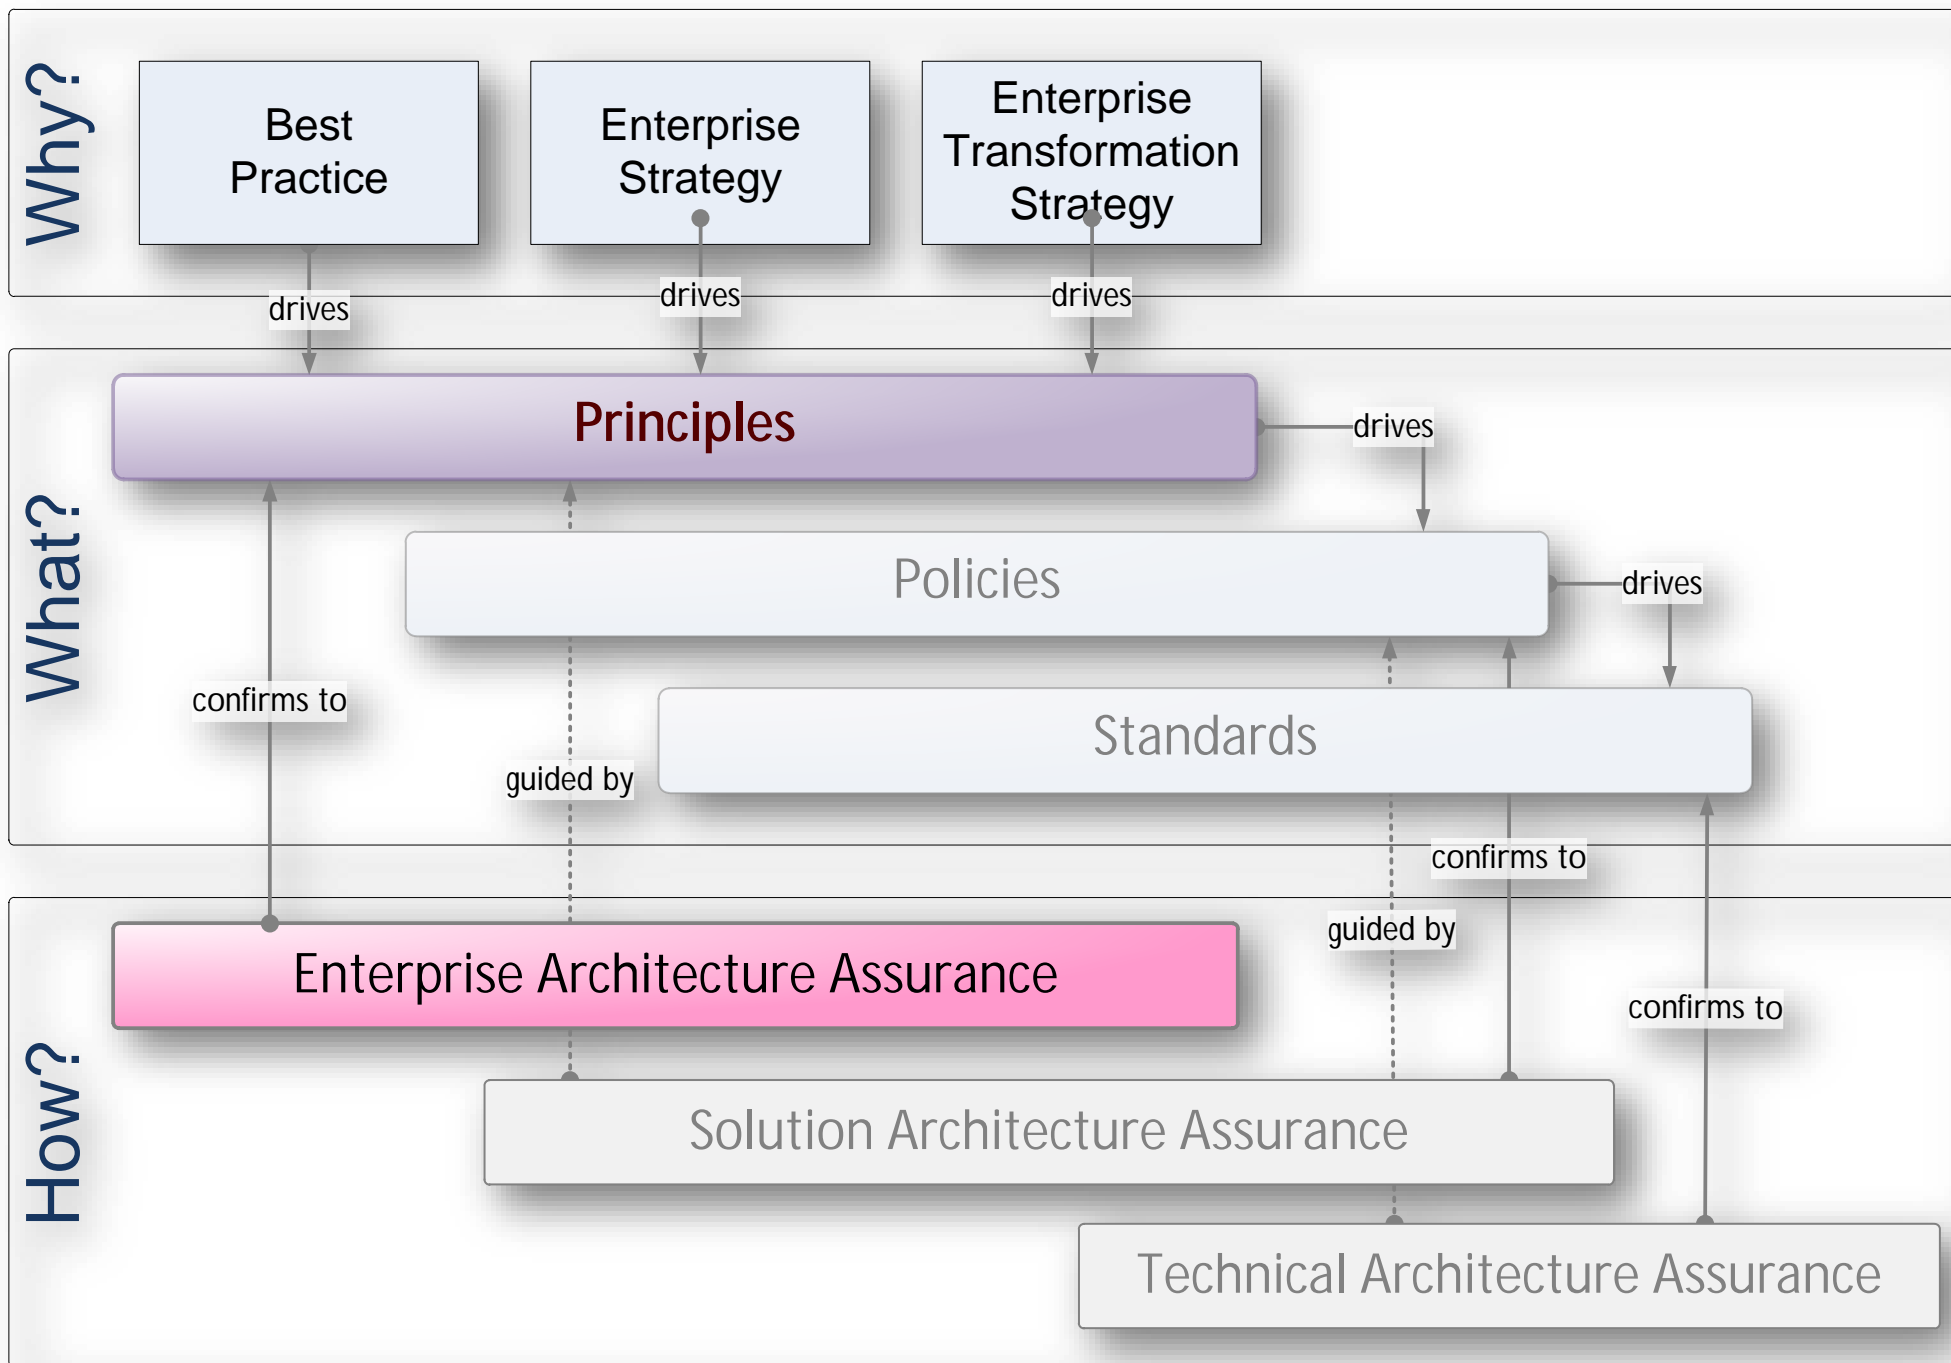 Why?
Best
Practice
Enterprise
Strategy
Enterprise
Transformation
Strategy
drives
drives
drives
What?
Principles
drives
Policies
drives
confirms to
Standards
guided by
confirms to
How?
guided by
Enterprise Architecture Assurance
confirms to
Solution Architecture Assurance
Technical Architecture Assurance